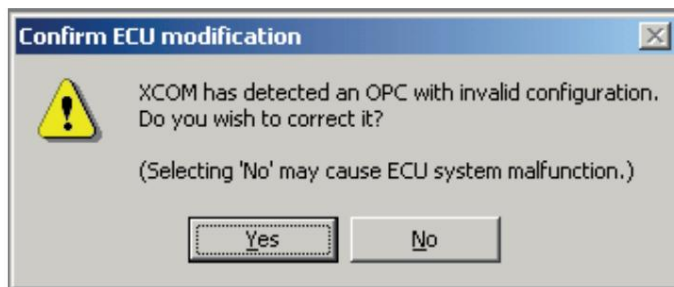 Confirm ECU modification
XCOM has detected an OPC with invalid configuration.
Do you wish to correct it?
(Selecting 'No' may cause ECU system malfunction.)
Yes
No